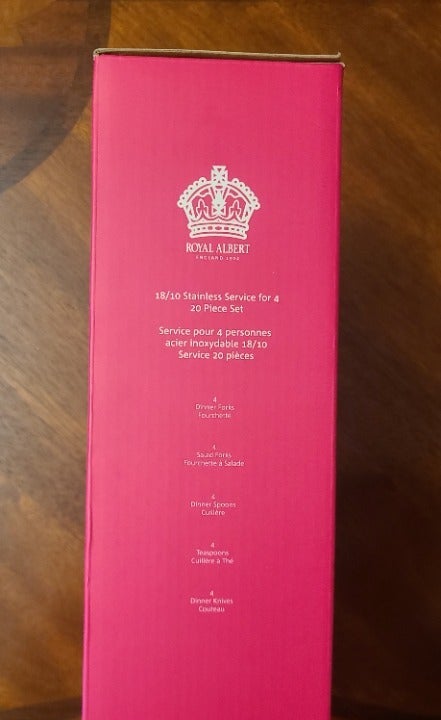 ROYAL ALBERT
ENGLAND 1904
18/10 Stainless Service for 4
20 Piece Set
Service pour 4 personnes
acier inoxydable 18/10
Service 20 pièces
4
Dinner Forks
Fourchette
4
Salad Forks
Fourchette à Salade
4
Dinner Spoons
Cuillère
4
Teaspoons
Cuillère à Thé
4
Dinner Knives
Couteau